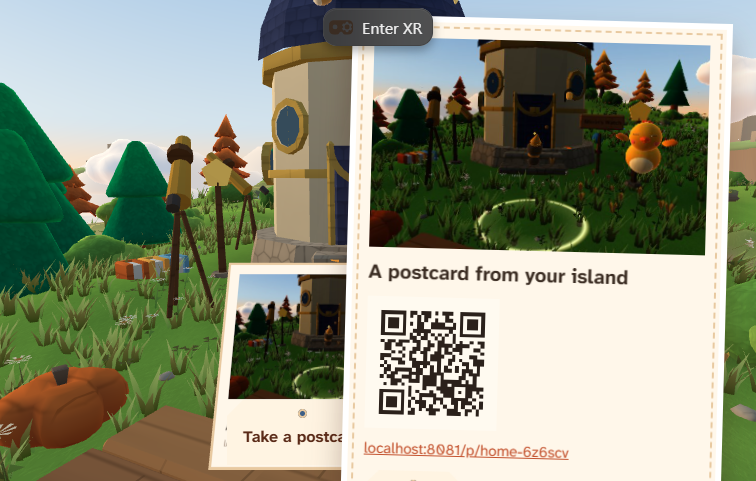 Enter XR
A postcard from your island
localhost:8081/p/home-6z6scv
Take a postca